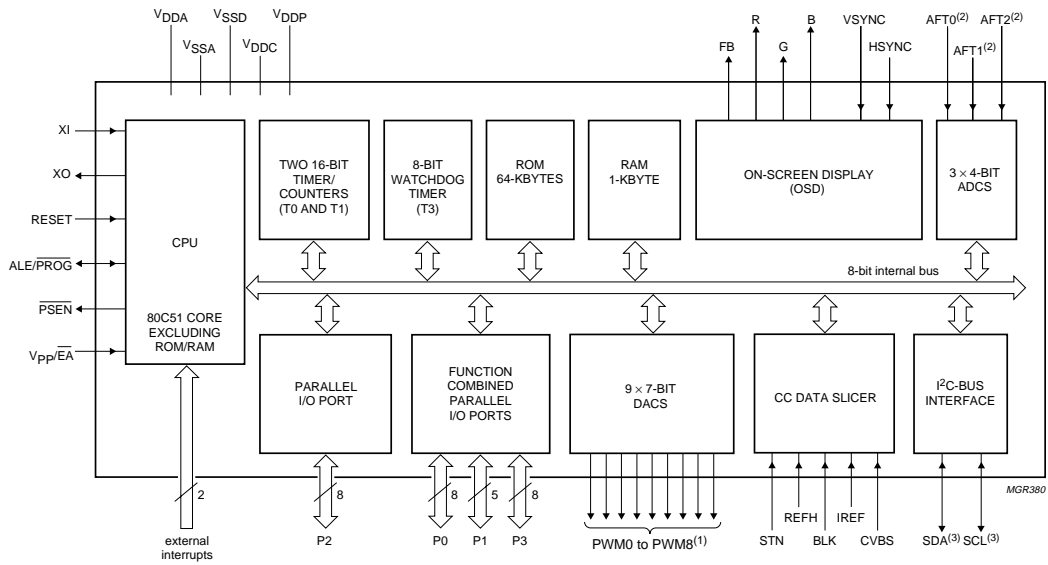 VDDA
VSSD
VDDP
VSSA
VDDC
R
B
VSYNC
AFT0(2)
AFT2(2)
FB
G
HSYNC
AFT1(2)
XI
XO
RESET
ALE/PROG
PSEN
VPP/EA
CPU
80C51 CORE
EXCLUDING
ROM/RAM
TWO 16-BIT
TIMER/
COUNTERS
(T0 AND T1)
8-BIT
WATCHDOG
TIMER
(T3)
ROM
64-KBYTES
RAM
1-KBYTE
ON-SCREEN DISPLAY
(OSD)
3 × 4-BIT
ADCS
8-bit internal bus
PARALLEL
I/O PORT
FUNCTION
COMBINED
PARALLEL
I/O PORTS
9 × 7-BIT
DACS
CC DATA SLICER
I2C-BUS
INTERFACE
2
8
8
5
8
MGR380
external
interrupts
P2
P0
P1
P3
PWM0 to PWM8(1)
REFH
IREF
STN
BLK
CVBS
SDA(3)
SCL(3)